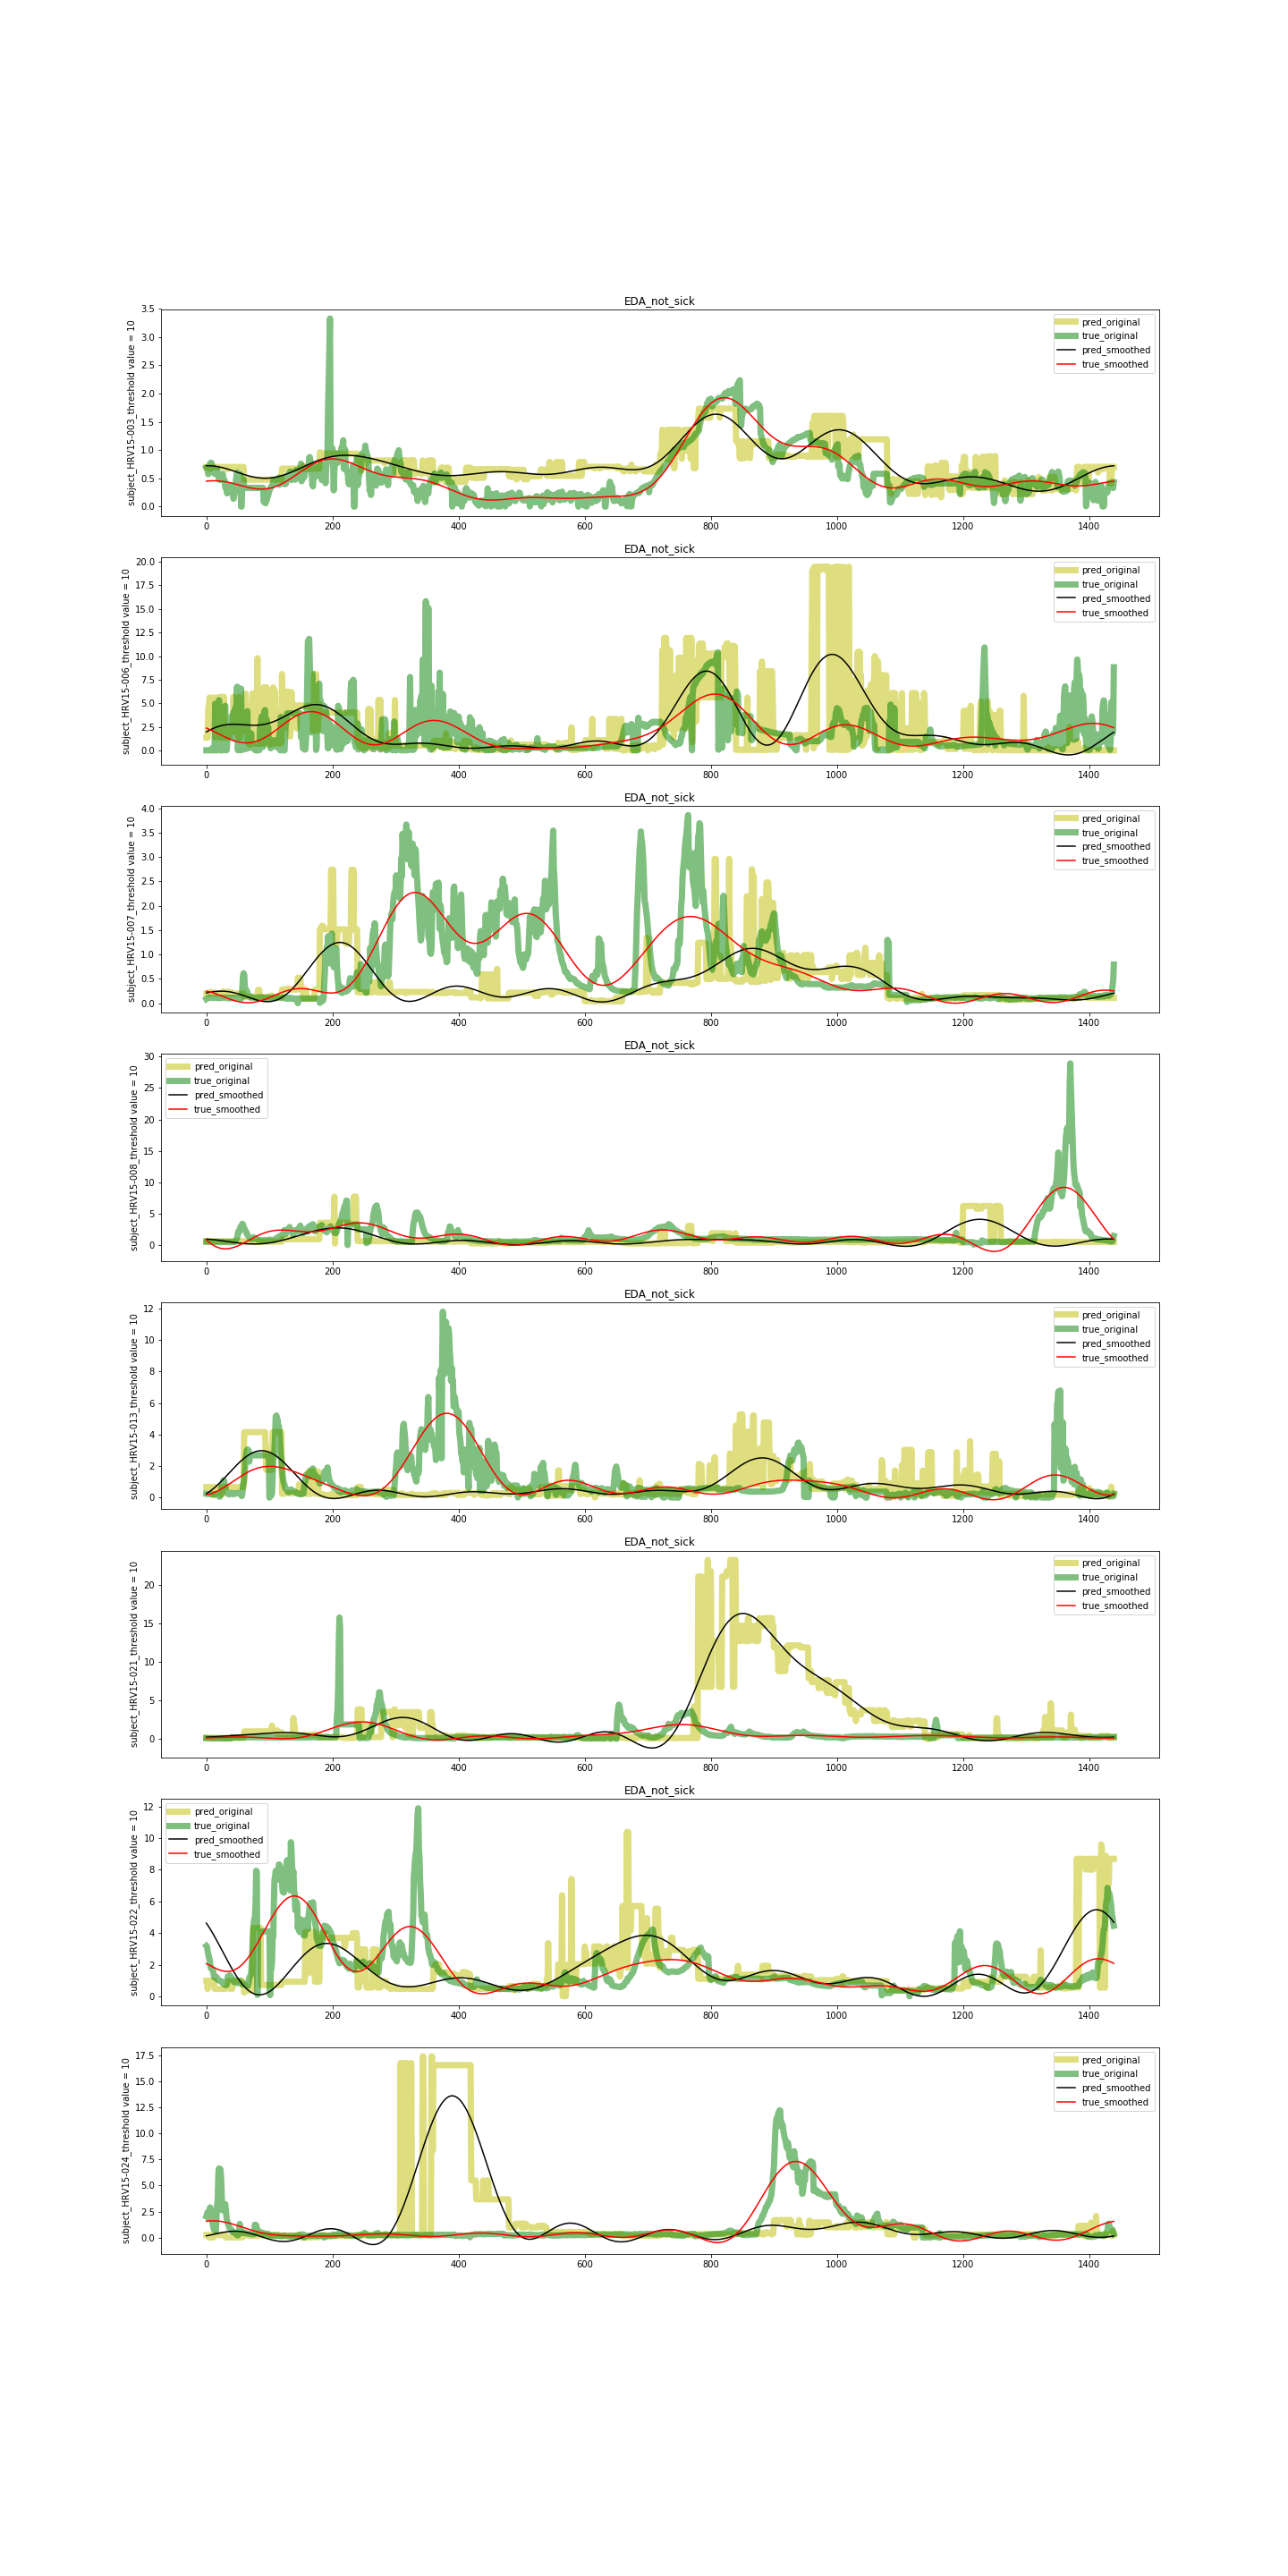 EDA_not_sick
subject_HRV15-003_threshold value = 10
3.5
3.0
2.5
2.0
1.5
1.0
0.5
0.0
pred_original
true_original
pred_smoothed
true_smoothed
0 200 400 600 800 1000 1200 1400
EDA_not_sick
subject_HRV15-006_threshold value = 10
20.0
17.5
15.0
12.5
10.0
7.5
5.0
2.5
0.0
pred_original
true_original
pred_smoothed
true_smoothed
0 200 400 600 800 1000 1200 1400
EDA_not_sick
subject_HRV15-007_threshold value = 10
4.0
3.5
3.0
2.5
2.0
1.5
1.0
0.5
0.0
pred_original
true_original
pred_smoothed
true_smoothed
0 200 400 600 800 1000 1200 1400
EDA_not_sick
subject_HRV15-008_threshold value = 10
30
25
20
15
10
5
0
pred_original
true_original
pred_smoothed
true_smoothed
0 200 400 600 800 1000 1200 1400
EDA_not_sick
subject_HRV15-013_threshold value = 10
12
10
8
6
4
2
0
pred_original
true_original
pred_smoothed
true_smoothed
0 200 400 600 800 1000 1200 1400
EDA_not_sick
subject_HRV15-021_threshold value = 10
20
15
10
5
0
pred_original
true_original
pred_smoothed
true_smoothed
0 200 400 600 800 1000 1200 1400
EDA_not_sick
subject_HRV15-022_threshold value = 10
12
10
8
6
4
2
0
pred_original
true_original
pred_smoothed
true_smoothed
0 200 400 600 800 1000 1200 1400
subject_HRV15-024_threshold value = 10
17.5
15.0
12.5
10.0
7.5
5.0
2.5
0.0
pred_original
true_original
pred_smoothed
true_smoothed
0 200 400 600 800 1000 1200 1400